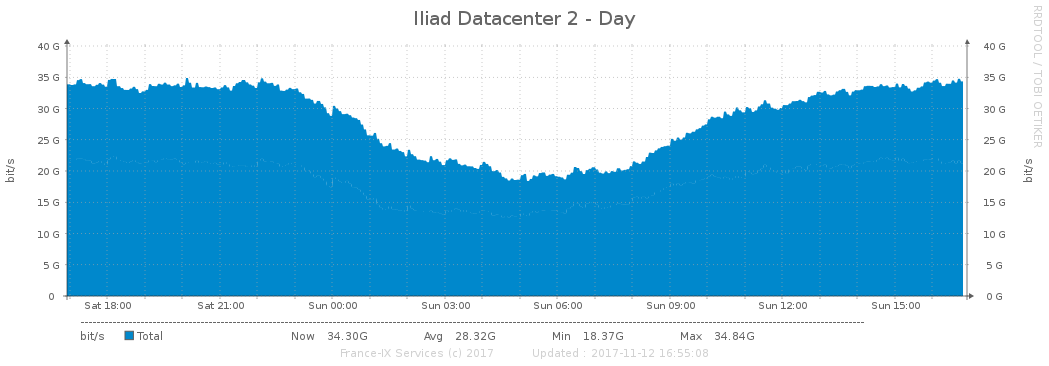 Iliad Datacenter 2 - Day
RRDTOOL / TOBI OETIKER
40 G 40 G
35 G 35 G
30 G 30 G
25 G 25 G
20 G 20 G
15 G 15 G
10 G 10 G
5 G 5 G
0 0 G
bit/s bit/s
Sat 18:00 Sat 21:00 Sun 00:00 Sun 03:00 Sun 06:00 Sun 09:00 Sun 12:00 Sun 15:00
bit/s Total Now 34.30G Avg 28.32G Min 18.37G Max 34.84G
France-IX Services (c) 2017 Updated : 2017-11-12 16:55:08